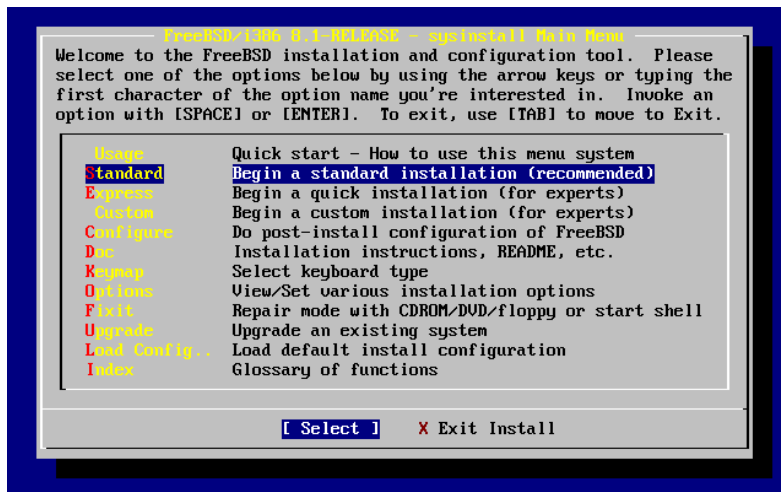 FreeBSD/i386 8.1-RELEASE - sysinstall Main Menu
Welcome to the FreeBSD installation and configuration tool.  Please
select one of the options below by using the arrow keys or typing the
first character of the option name you're interested in.  Invoke an
option with [SPACE] or [ENTER].  To exit, use [TAB] to move to Exit.
Usage Quick start - How to use this menu system
Standard Begin a standard installation (recommended)
Express Begin a quick installation (for experts)
Custom Begin a custom installation (for experts)
Configure Do post-install configuration of FreeBSD
Doc Installation instructions, README, etc.
Keymap Select keyboard type
Options View/Set various installation options
Fixit Repair mode with CDROM/DVD/floppy or start shell
Upgrade Upgrade an existing system
Load Config.. Load default install configuration
Index Glossary of functions
[ Select ] X Exit Install